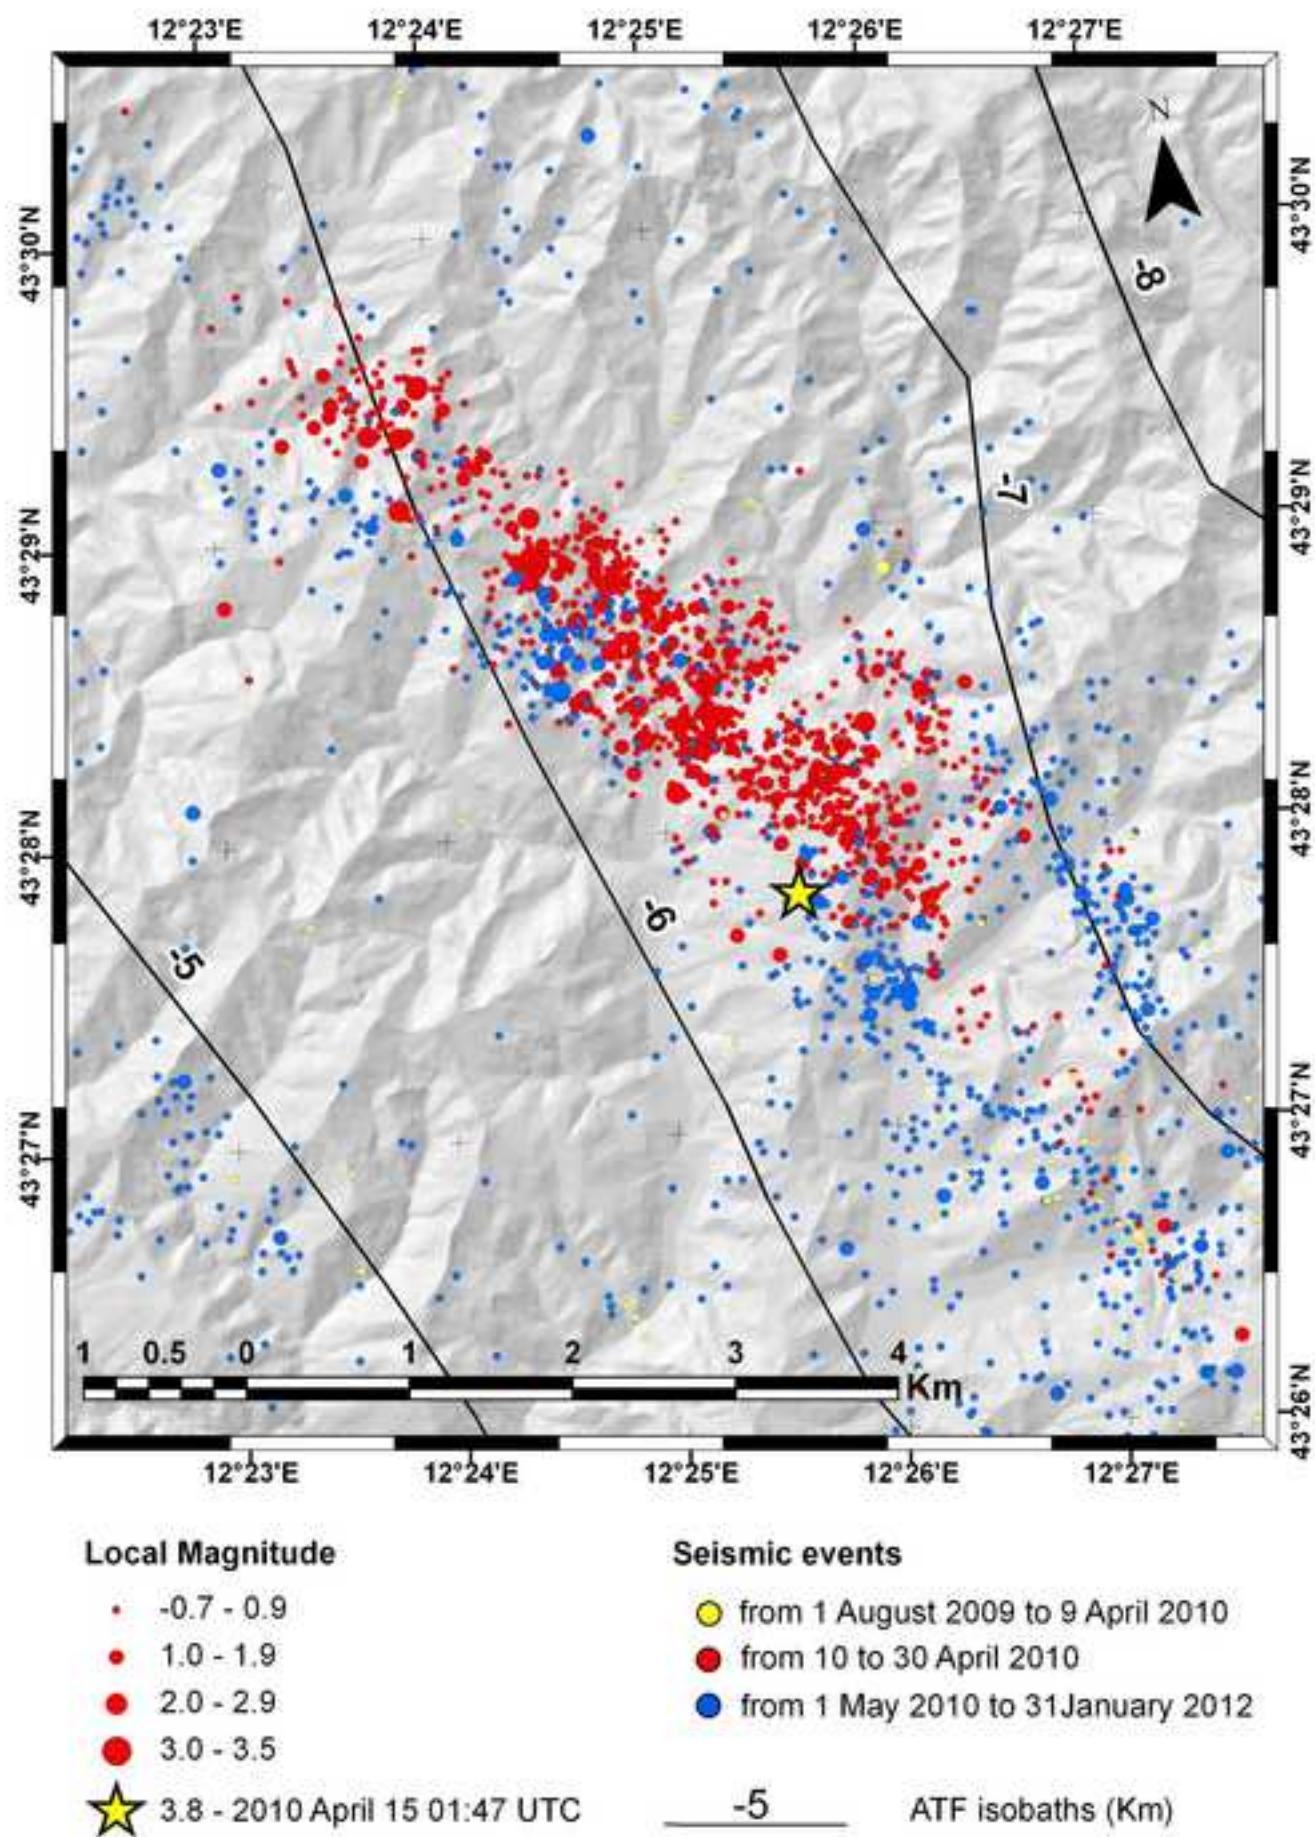 12°23'E 12°24'E 12°25'E 12°26'E 12°27'E
N
43°30'N 43°30'N
-8
-7
43°29'N 43°29'N
43°28'N 43°28'N
-6
-5
43°27'N 43°27'N
1 0.5 0 1 2 3 4
Km
43°26'N
12°23'E 12°24'E 12°25'E 12°26'E 12°27'E
Local Magnitude
-0.7 - 0.9
1.0 - 1.9
2.0 - 2.9
3.0 - 3.5
3.8 - 2010 April 15 01:47 UTC
Seismic events
from 1 August 2009 to 9 April 2010
from 10 to 30 April 2010
from 1 May 2010 to 31January 2012
-5 ATF isobaths (Km)